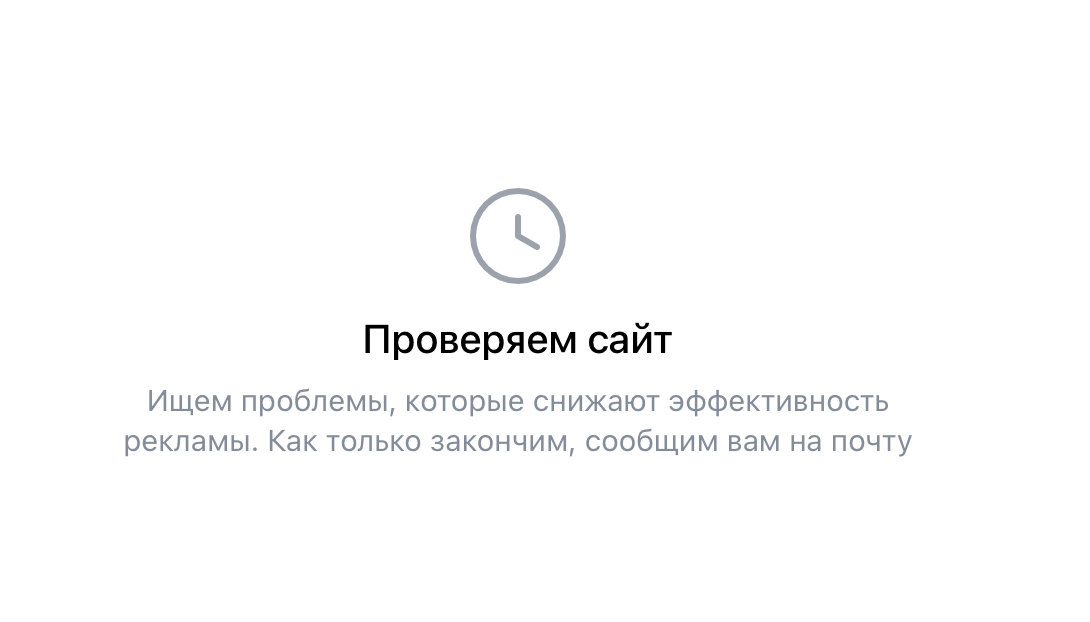 Проверяем сайт
Ищем проблемы, которые снижают эффективность
рекламы. Как только закончим, сообщим вам на почту